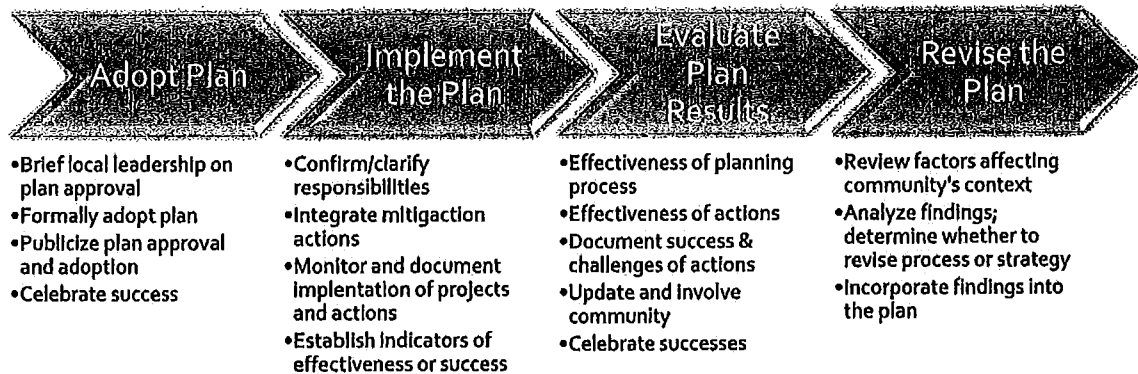 Adopt Plan
•Brief local leadership on
plan approval
•Formally adopt plan
•Publicize plan approval
and adoption
•Celebrate success
Implement
the Plan
•Confirm/clarify
responsibilities
•Integrate mitigaction
actions
•Monitor and document
implentation of projects
and actions
•Establish indicators of
effectiveness or success
Evaluate
Plan
Results
•Effectiveness of planning
process
•Effectiveness of actions
•Document success &
challenges of actions
•Update and involve
community
•Celebrate successes
Revise the
Plan
•Review factors affecting
community's context
•Analyze findings;
determine whether to
revise process or strategy
•Incorporate findings into
the plan